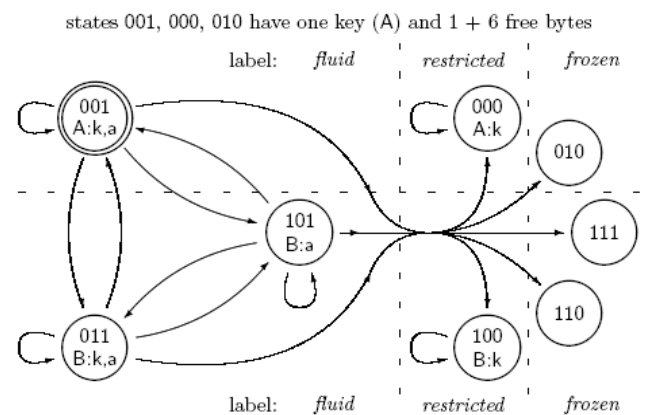 states 001, 000, 010 have one key (A) and 1 + 6 free bytes
label: fluid restricted frozen
001
A:k,a
000
A:k
010
101
B:a
111
011
B:k,a
100
B:k
110
label: fluid restricted frozen